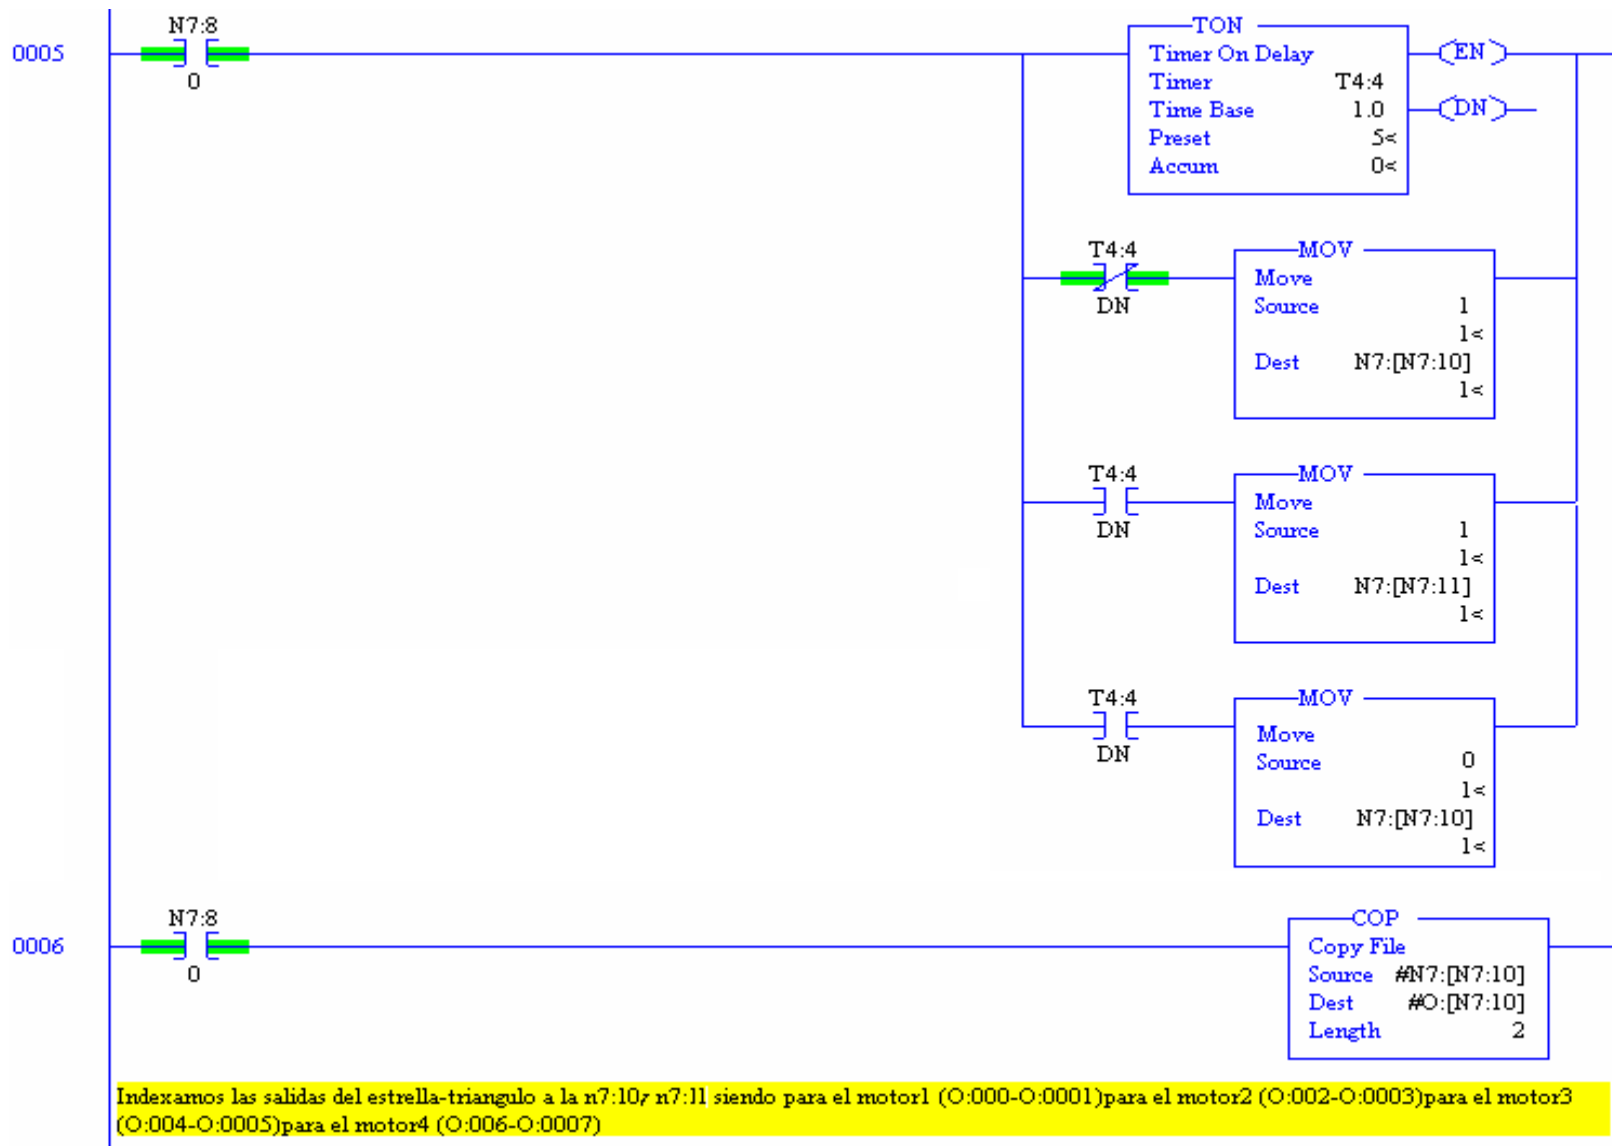 N7:8
0005
0
TON
Timer On Delay
Timer T4:4
Time Base 1.0
Preset 5<
Accum 0<
EN
DN
T4:4
DN
MOV
Move
Source 1
1<
Dest N7:[N7:10]
1<
T4:4
DN
MOV
Move
Source 1
1<
Dest N7:[N7:11]
1<
T4:4
DN
MOV
Move
Source 0
1<
Dest N7:[N7:10]
1<
N7:8
0006
0
COP
Copy File
Source #N7:[N7:10]
Dest #O:[N7:10]
Length 2
Indexamos las salidas del estrella-triangulo a la n7:10y n7:11 siendo para el motor1 (O:000-O:0001)para el motor2 (O:002-O:0003)para el motor3
(O:004-O:0005)para el motor4 (O:006-O:0007)